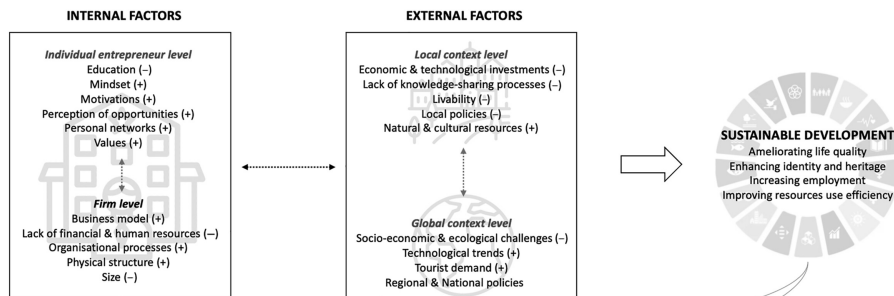 INTERNAL FACTORS
Individual entrepreneur level
Education (–)
Mindset (+)
Motivations (+)
Perception of opportunities (+)
Personal networks (+)
Values (+)
Firm level
Business model (+)
Lack of financial & human resources (–)
Organisational processes (+)
Physical structure (+)
Size (–)
EXTERNAL FACTORS
Local context level
Economic & technological investments (–)
Lack of knowledge-sharing processes (–)
Livability (–)
Local policies (–)
Natural & cultural resources (+)
Global context level
Socio-economic & ecological challenges (–)
Technological trends (+)
Tourist demand (+)
Regional & National policies
SUSTAINABLE DEVELOPMENT
Ameliorating life quality
Enhancing identity and heritage
Increasing employment
Improving resources use efficiency